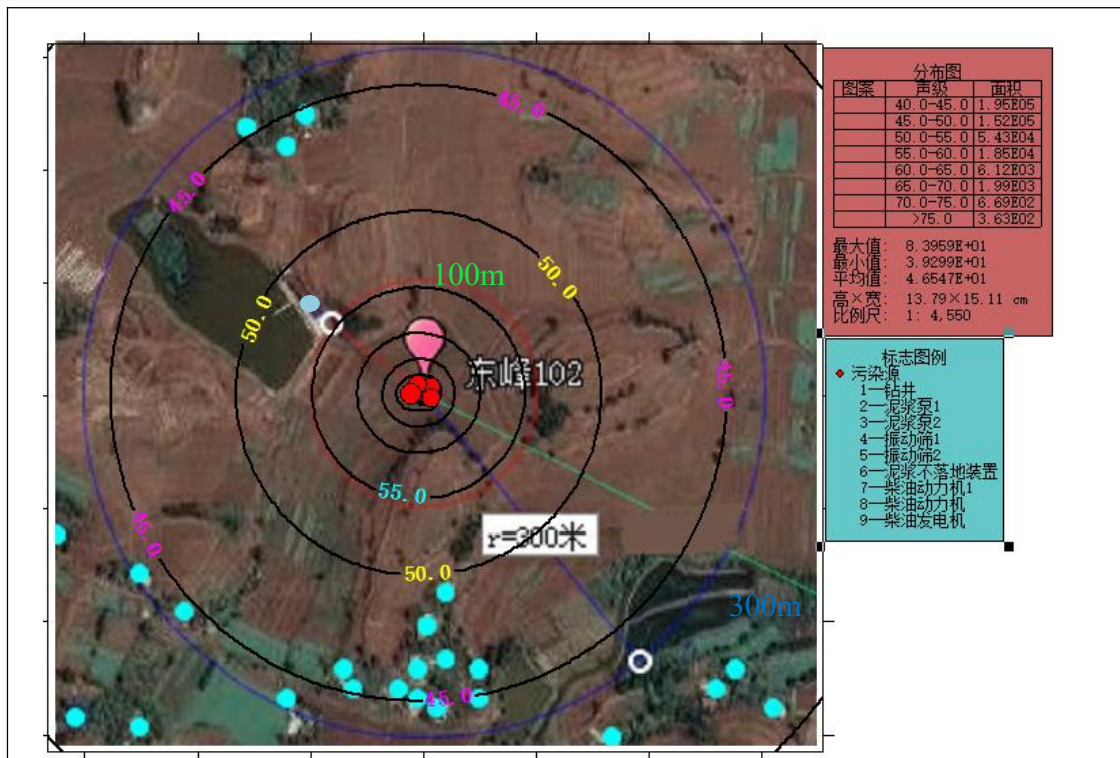 45.0
45.0
100m
50.0
50.0
东峰102
45.0
55.0
45.0
r=300米
50.0
300m
45.0
分布图
图案 声级 面积
40.0-45.0 1.95E05
45.0-50.0 1.52E05
50.0-55.0 5.43E04
55.0-60.0 1.85E04
60.0-65.0 6.12E03
65.0-70.0 1.99E03
70.0-75.0 6.69E02
>75.0 3.63E02
最大值: 8.3959E+01
最小值: 3.9299E+01
平均值: 4.6547E+01
高×宽: 13.79×15.11 cm
比例尺: 1: 4,550
标志图例
污染源
1—钻井
2—泥浆泵1
3—泥浆泵2
4—振动筛1
5—振动筛2
6—泥浆不落地装置
7—柴油动力机1
8—柴油动力机
9—柴油发电机